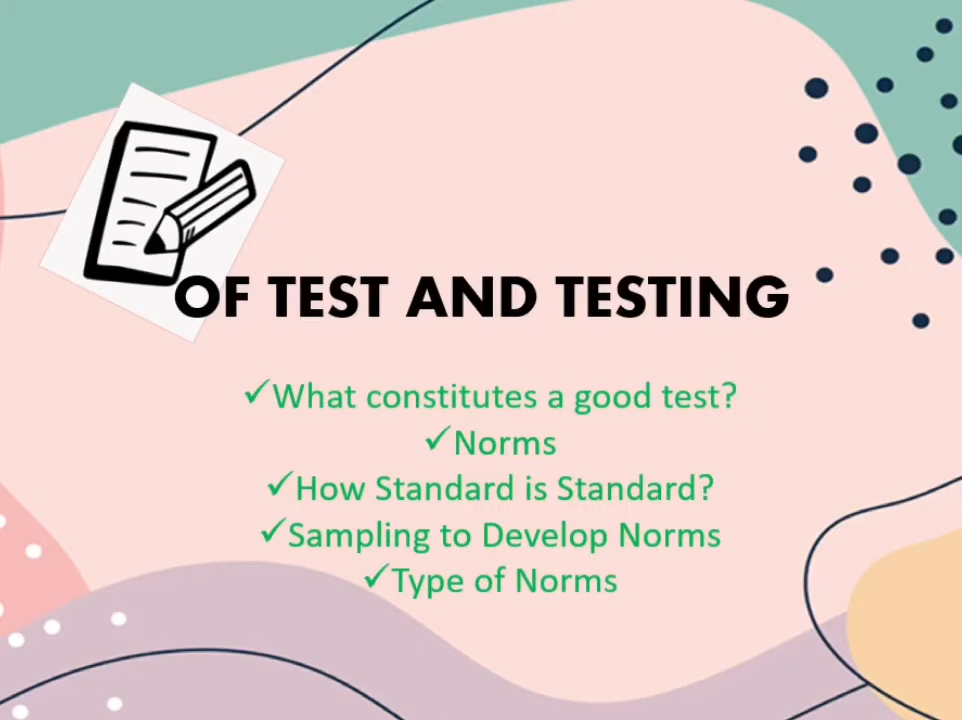 OF TEST AND TESTING
✓What constitutes a good test?
✓Norms
✓How Standard is Standard?
✓Sampling to Develop Norms
✓Type of Norms